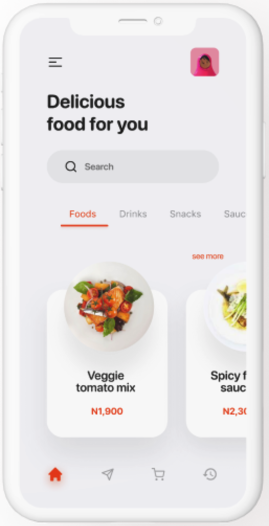 Delicious
food for you
Search
Foods Drinks Snacks Sauc
see more
Veggie
tomato mix
N1,900
Spicy f
sauc
N2,30